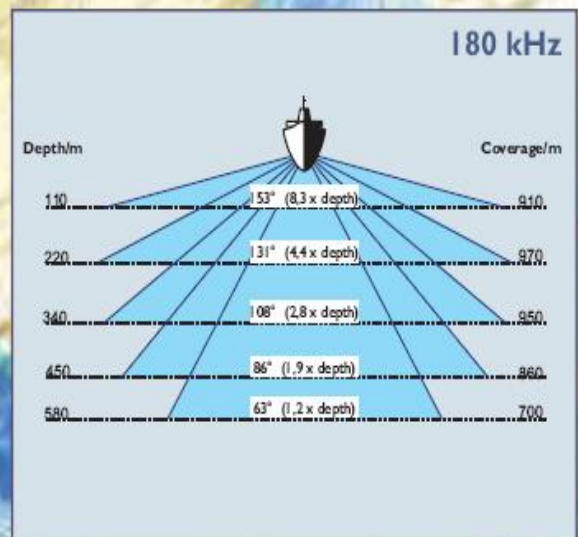 180 kHz
Depth/m Coverage/m
110 153° (8,3 x depth) 910
220 131° (4,4 x depth) 970
340 108° (2,8 x depth) 950
450 86° (1,9 x depth) 860
580 63° (1,2 x depth) 700